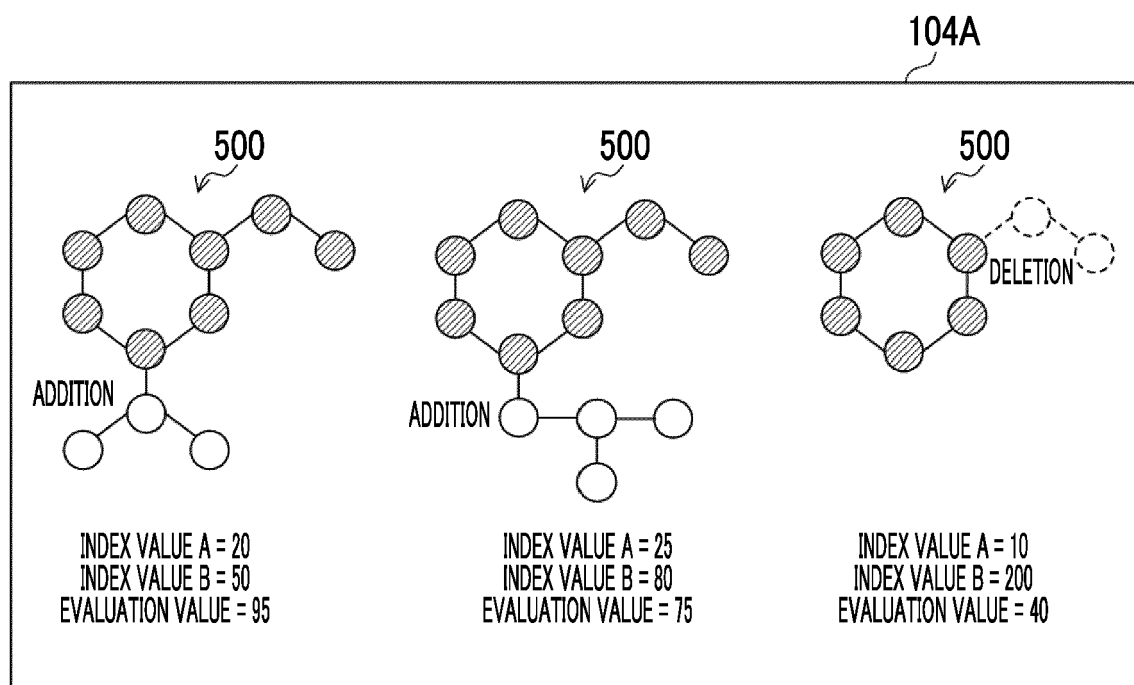 104A
500
500
500
ADDITION
ADDITION
DELETION
INDEX VALUE A = 20
INDEX VALUE B = 50
EVALUATION VALUE = 95
INDEX VALUE A = 25
INDEX VALUE B = 80
EVALUATION VALUE = 75
INDEX VALUE A = 10
INDEX VALUE B = 200
EVALUATION VALUE = 40